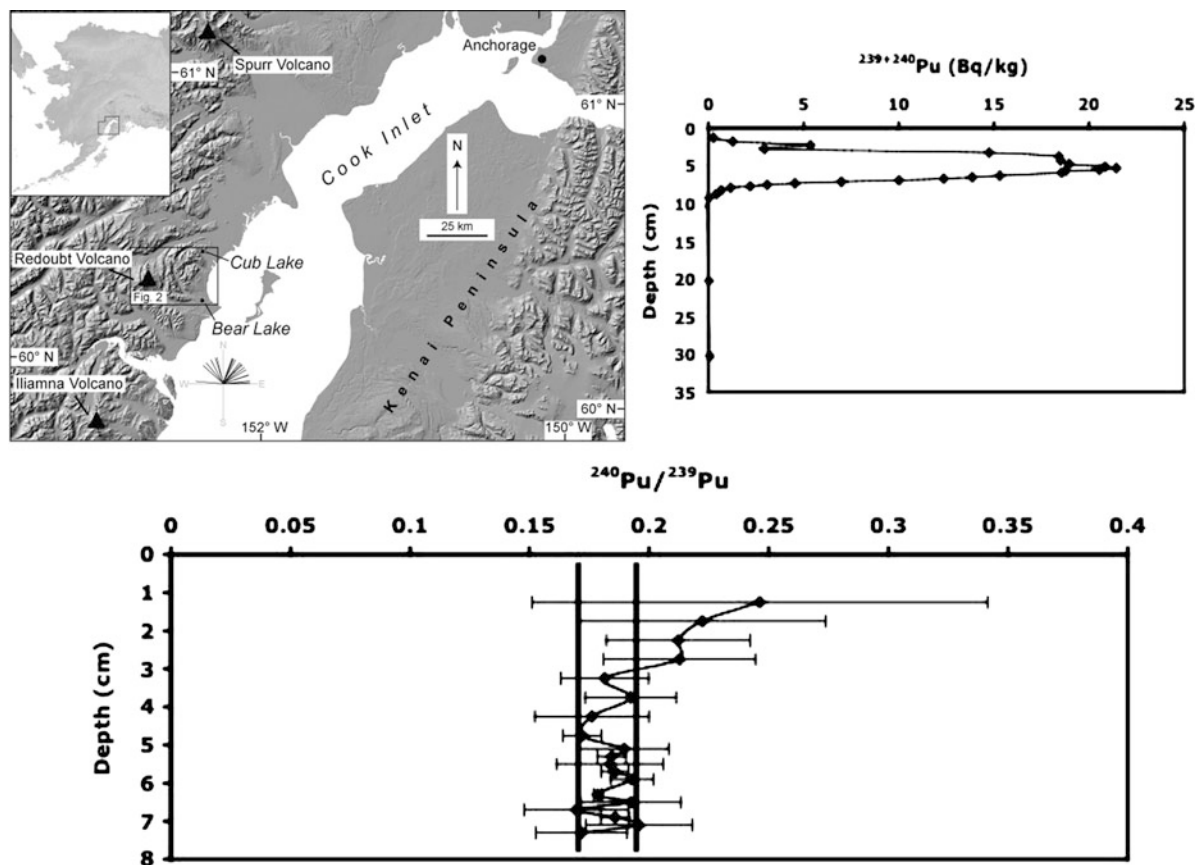 Spurr Volcano
Anchorage
61° N
61° N
Cook Inlet
N
25 km
Redoubt Volcano
Cub Lake
Fig. 2
Bear Lake
Kenai Peninsula
60° N
N
W E
S
Iliamna Volcano
60° N
152° W
150° W
²³⁹⁺²⁴⁰Pu (Bq/kg)
0 5 10 15 20 25
0
5
10
15
20
25
30
35
Depth (cm)
²⁴⁰Pu/²³⁹Pu
0 0.05 0.1 0.15 0.2 0.25 0.3 0.35 0.4
0
1
2
3
4
5
6
7
8
Depth (cm)